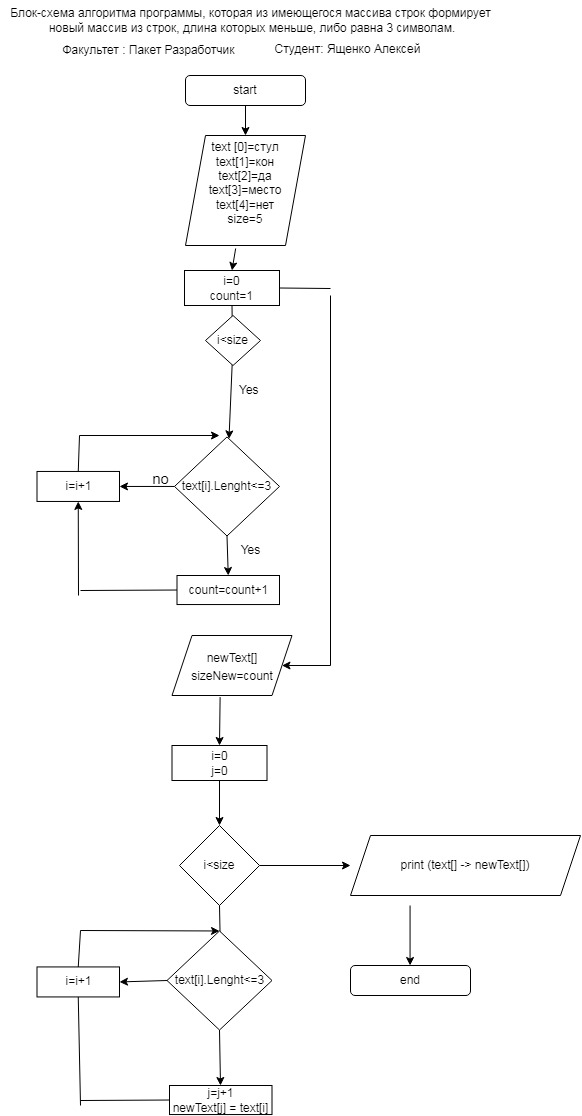 Блок-схема алгоритма программы, которая из имеющегося массива строк формирует
новый массив из строк, длина которых меньше, либо равна 3 символам.
Факультет : Пакет Разработчик Студент: Ященко Алексей
start
text [0]=стул
text[1]=кон
text[2]=да
text[3]=место
text[4]=нет
size=5
i=0
count=1
i<size
Yes
text[i].Lenght<=3
no
i=i+1
Yes
count=count+1
newText[]
sizeNew=count
i=0
j=0
i<size
print (text[] -> newText[])
text[i].Lenght<=3
i=i+1
end
j=j+1
newText[j] = text[i]